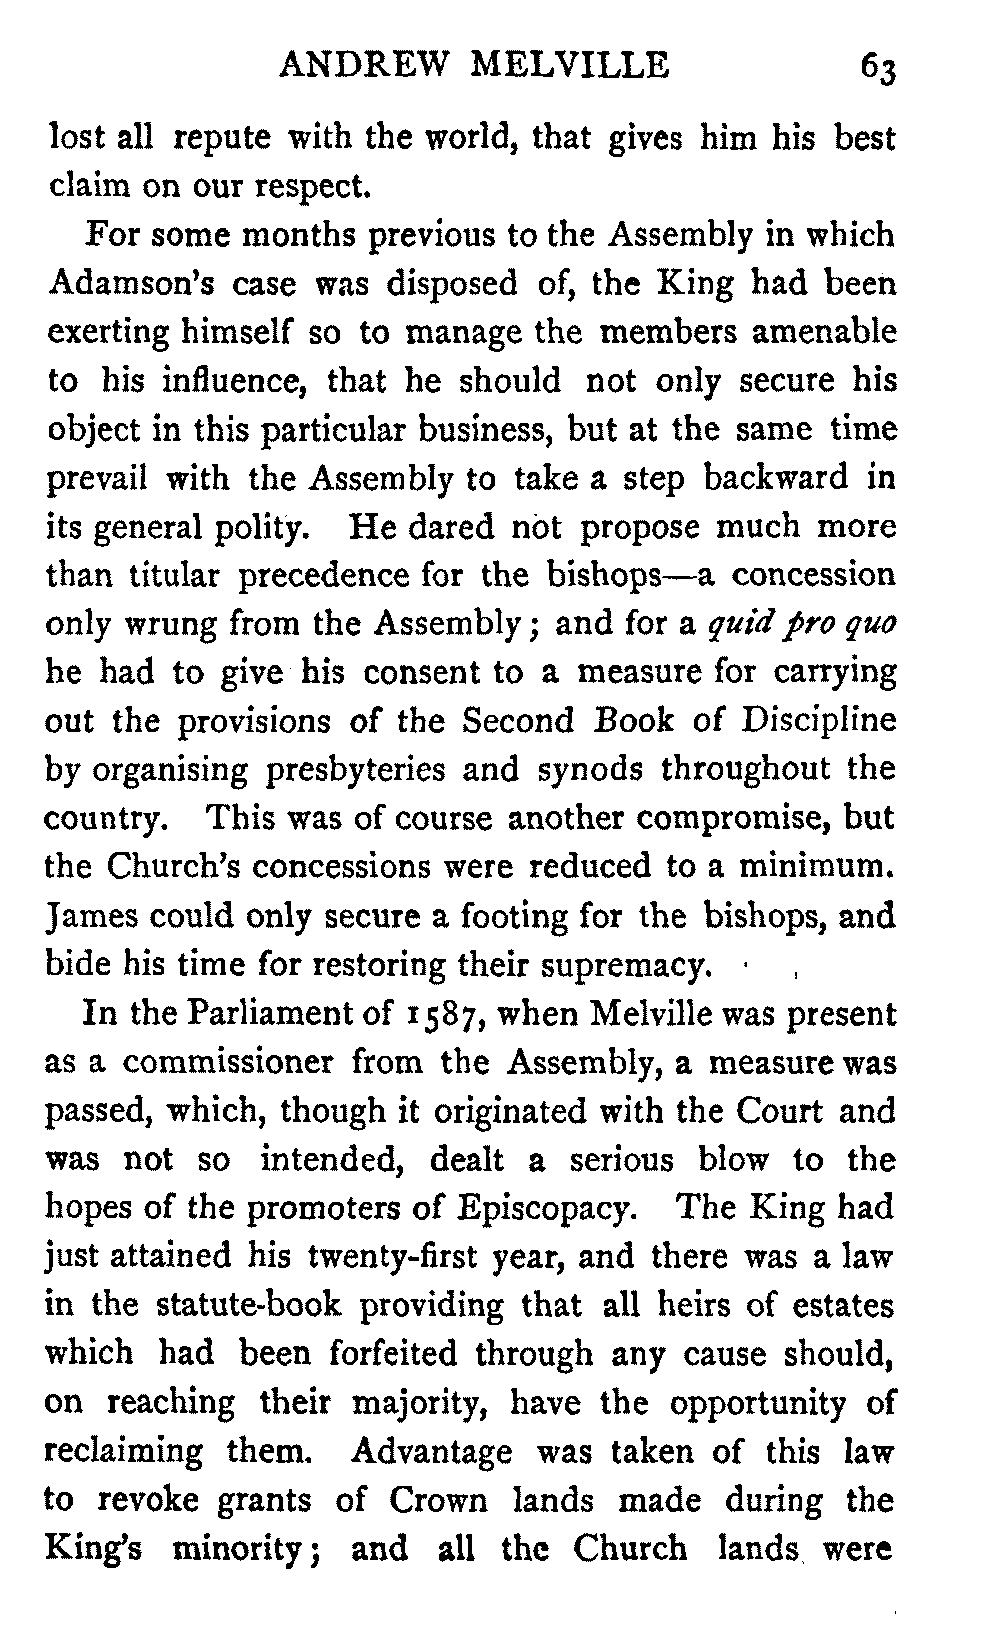 ANDREW MELVILLE 63
lost all repute with the world, that gives him his best
claim on our respect.
For some months previous to the Assembly in which
Adamson's case was disposed of, the King had been
exerting himself so to manage the members amenable
to his influence, that he should not only secure his
object in this particular business, but at the same time
prevail with the Assembly to take a step backward in
its general polity. He dared not propose much more
than titular precedence for the bishops—a concession
only wrung from the Assembly; and for a quid pro quo
he had to give his consent to a measure for carrying
out the provisions of the Second Book of Discipline
by organising presbyteries and synods throughout the
country. This was of course another compromise, but
the Church's concessions were reduced to a minimum.
James could only secure a footing for the bishops, and
bide his time for restoring their supremacy.
In the Parliament of 1587, when Melville was present
as a commissioner from the Assembly, a measure was
passed, which, though it originated with the Court and
was not so intended, dealt a serious blow to the
hopes of the promoters of Episcopacy. The King had
just attained his twenty-first year, and there was a law
in the statute-book providing that all heirs of estates
which had been forfeited through any cause should,
on reaching their majority, have the opportunity of
reclaiming them. Advantage was taken of this law
to revoke grants of Crown lands made during the
King's minority; and all the Church lands were